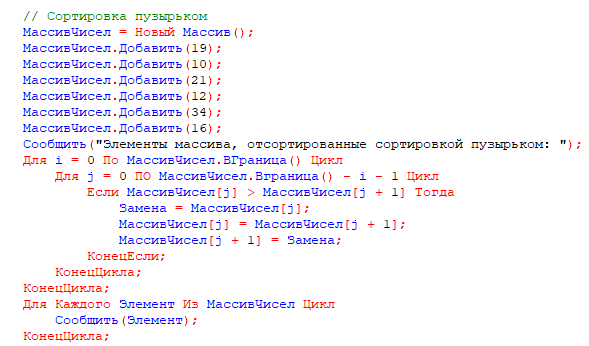 // Сортировка пузырьком
МассивЧисел = Новый Массив();
МассивЧисел.Добавить(19);
МассивЧисел.Добавить(10);
МассивЧисел.Добавить(21);
МассивЧисел.Добавить(12);
МассивЧисел.Добавить(34);
МассивЧисел.Добавить(16);
Сообщить("Элементы массива, отсортированные сортировкой пузырьком: ");
Для i = 0 По МассивЧисел.ВГраница() Цикл
Для j = 0 ПО МассивЧисел.Вграница() - i - 1 Цикл
Если МассивЧисел[j] > МассивЧисел[j + 1] Тогда
Замена = МассивЧисел[j];
МассивЧисел[j] = МассивЧисел[j + 1];
МассивЧисел[j + 1] = Замена;
КонецЕсли;
КонецЦикла;
КонецЦикла;
Для Каждого Элемент Из МассивЧисел Цикл
Сообщить(Элемент);
КонецЦикла;